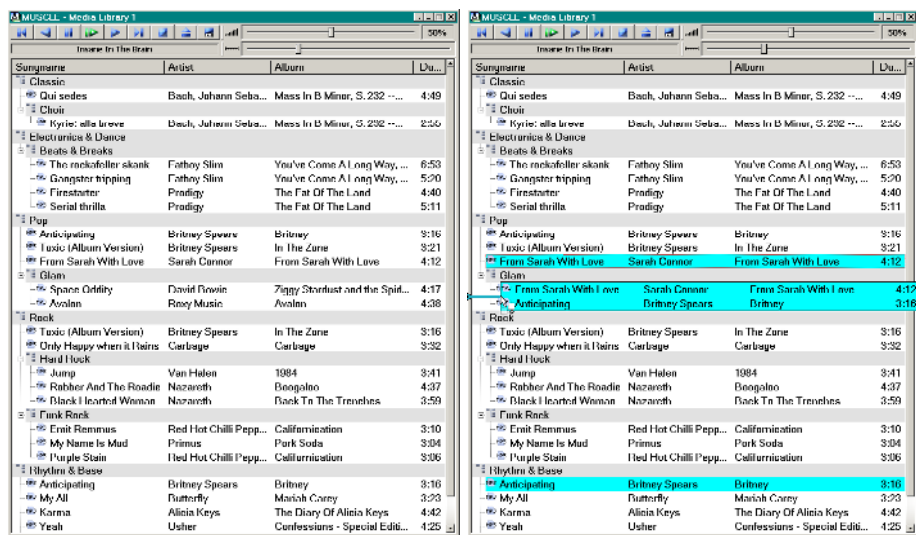 MUSCLE - Media Library 1
50%
Insane In The Brain
Songname Artist Album Du...
Classic
Qui sedes Bach, Johann Seba... Mass In B Minor, S. 232 --... 4:49
Choir
Kyrie: alla breve Bach, Johann Seba... Mass In B Minor, S. 232 --... 2:55
Electronica & Dance
Beats & Breaks
The rockafeller skank Fatboy Slim You've Come A Long Way, ... 6:53
Gangster tripping Fatboy Slim You've Come A Long Way, ... 5:20
Firestarter Prodigy The Fat Of The Land 4:40
Serial thrilla Prodigy The Fat Of The Land 5:11
Pop
Anticipating Britney Spears Britney 3:16
Toxic (Album Version) Britney Spears In The Zone 3:21
From Sarah With Love Sarah Connor From Sarah With Love 4:12
Glam
Space Oddity David Bowie Ziggy Stardust and the Spid... 4:17
Avalon Roxy Music Avalon 4:38
Rock
Toxic (Album Version) Britney Spears In The Zone 3:16
Only Happy when it Rains Garbage Garbage 3:32
Hard Rock
Jump Van Halen 1984 3:41
Robber And The Roadie Nazareth Boogaloo 4:37
Black Hearted Woman Nazareth Back To The Trenches 3:59
Funk Rock
Emit Remmus Red Hot Chilli Pepp... Californication 3:10
My Name Is Mud Primus Pork Soda 3:04
Purple Stain Red Hot Chilli Pepp... Californication 3:06
Rhythm & Base
Anticipating Britney Spears Britney 3:16
My All Butterfly Mariah Carey 3:23
Karma Alicia Keys The Diary Of Alicia Keys 4:42
Yeah Usher Confessions - Special Editi... 4:25
MUSCLE - Media Library 1
50%
Insane In The Brain
Songname Artist Album Du...
Classic
Qui sedes Bach, Johann Seba... Mass In B Minor, S. 232 --... 4:49
Choir
Kyrie: alla breve Bach, Johann Seba... Mass In B Minor, S. 232 --... 2:55
Electronica & Dance
Beats & Breaks
The rockafeller skank Fatboy Slim You've Come A Long Way, ... 6:53
Gangster tripping Fatboy Slim You've Come A Long Way, ... 5:20
Firestarter Prodigy The Fat Of The Land 4:40
Serial thrilla Prodigy The Fat Of The Land 5:11
Pop
Anticipating Britney Spears Britney 3:16
Toxic (Album Version) Britney Spears In The Zone 3:21
From Sarah With Love Sarah Connor From Sarah With Love 4:12
Glam
From Sarah With Love Sarah Connor From Sarah With Love 4:12
Anticipating Britney Spears Britney 3:16
Rock
Toxic (Album Version) Britney Spears In The Zone 3:16
Only Happy when it Rains Garbage Garbage 3:32
Hard Rock
Jump Van Halen 1984 3:41
Robber And The Roadie Nazareth Boogaloo 4:37
Black Hearted Woman Nazareth Back To The Trenches 3:59
Funk Rock
Emit Remmus Red Hot Chilli Pepp... Californication 3:10
My Name Is Mud Primus Pork Soda 3:04
Purple Stain Red Hot Chilli Pepp... Californication 3:06
Rhythm & Base
Anticipating Britney Spears Britney 3:16
My All Butterfly Mariah Carey 3:23
Karma Alicia Keys The Diary Of Alicia Keys 4:42
Yeah Usher Confessions - Special Editi... 4:25